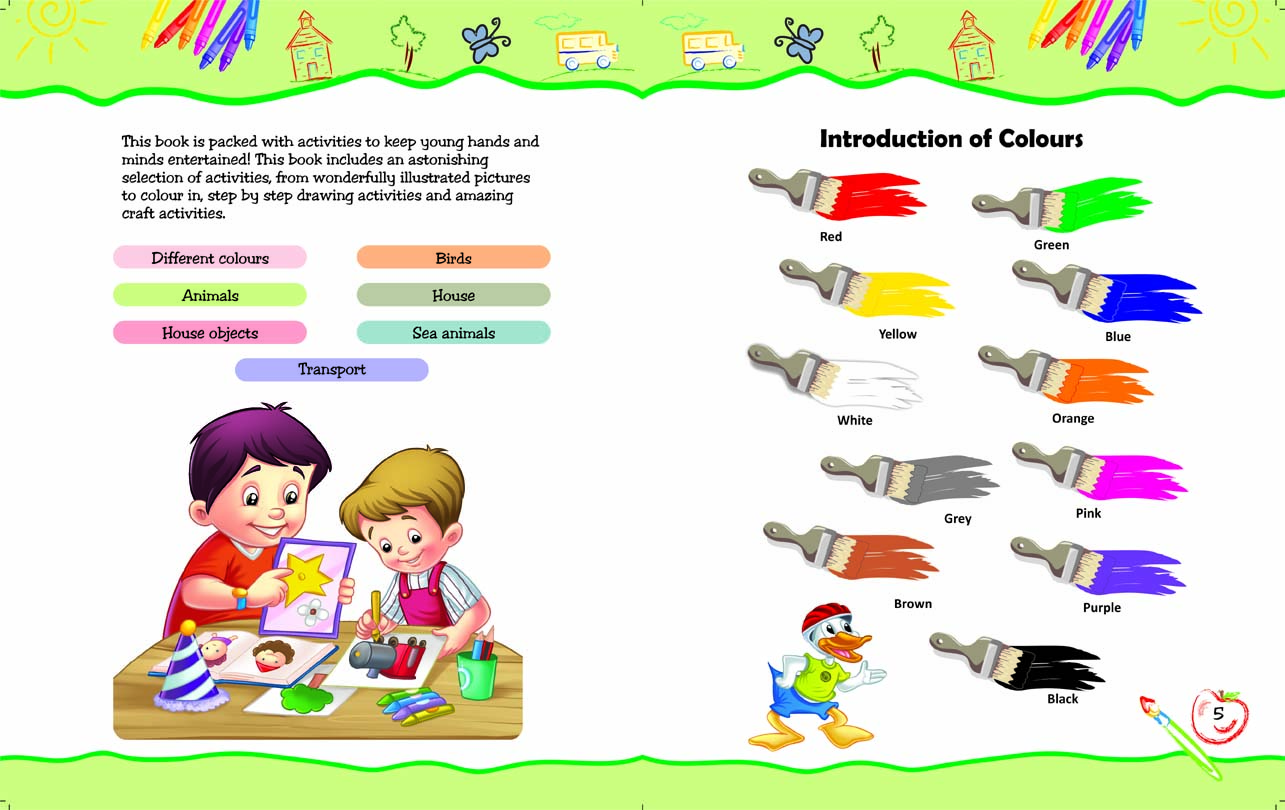 This book is packed with activities to keep young hands and
minds entertained! This book includes an astonishing
selection of activities, from wonderfully illustrated pictures
to colour in, step by step drawing activities and amazing
craft activities.
Different colours
Birds
Animals
House
House objects
Sea animals
Transport
Introduction of Colours
Red
Green
Yellow
Blue
White
Orange
Grey
Pink
Brown
Purple
Black
5